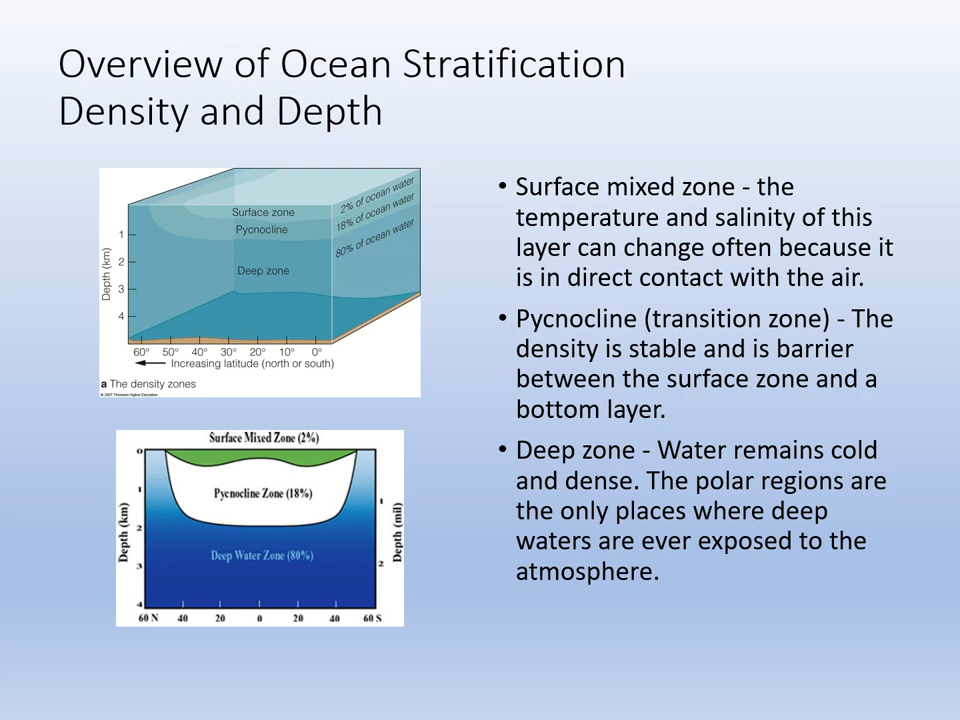 Overview of Ocean Stratification
Density and Depth
2% of ocean water
18% of ocean water
80% of ocean water
Surface zone
Pycnocline
Deep zone
Depth (km)
1
2
3
4
60° 50° 40° 30° 20° 10° 0°
Increasing latitude (north or south)
a The density zones
© 2007 Thomson Higher Education
Surface Mixed Zone (2%)
Pycnocline Zone (18%)
Deep Water Zone (80%)
Depth (km)
0
1
2
3
4
Depth (mil)
1
2
60 N 40 20 0 20 40 60 S
• Surface mixed zone - the
temperature and salinity of this
layer can change often because it
is in direct contact with the air.
• Pycnocline (transition zone) - The
density is stable and is barrier
between the surface zone and a
bottom layer.
• Deep zone - Water remains cold
and dense. The polar regions are
the only places where deep
waters are ever exposed to the
atmosphere.